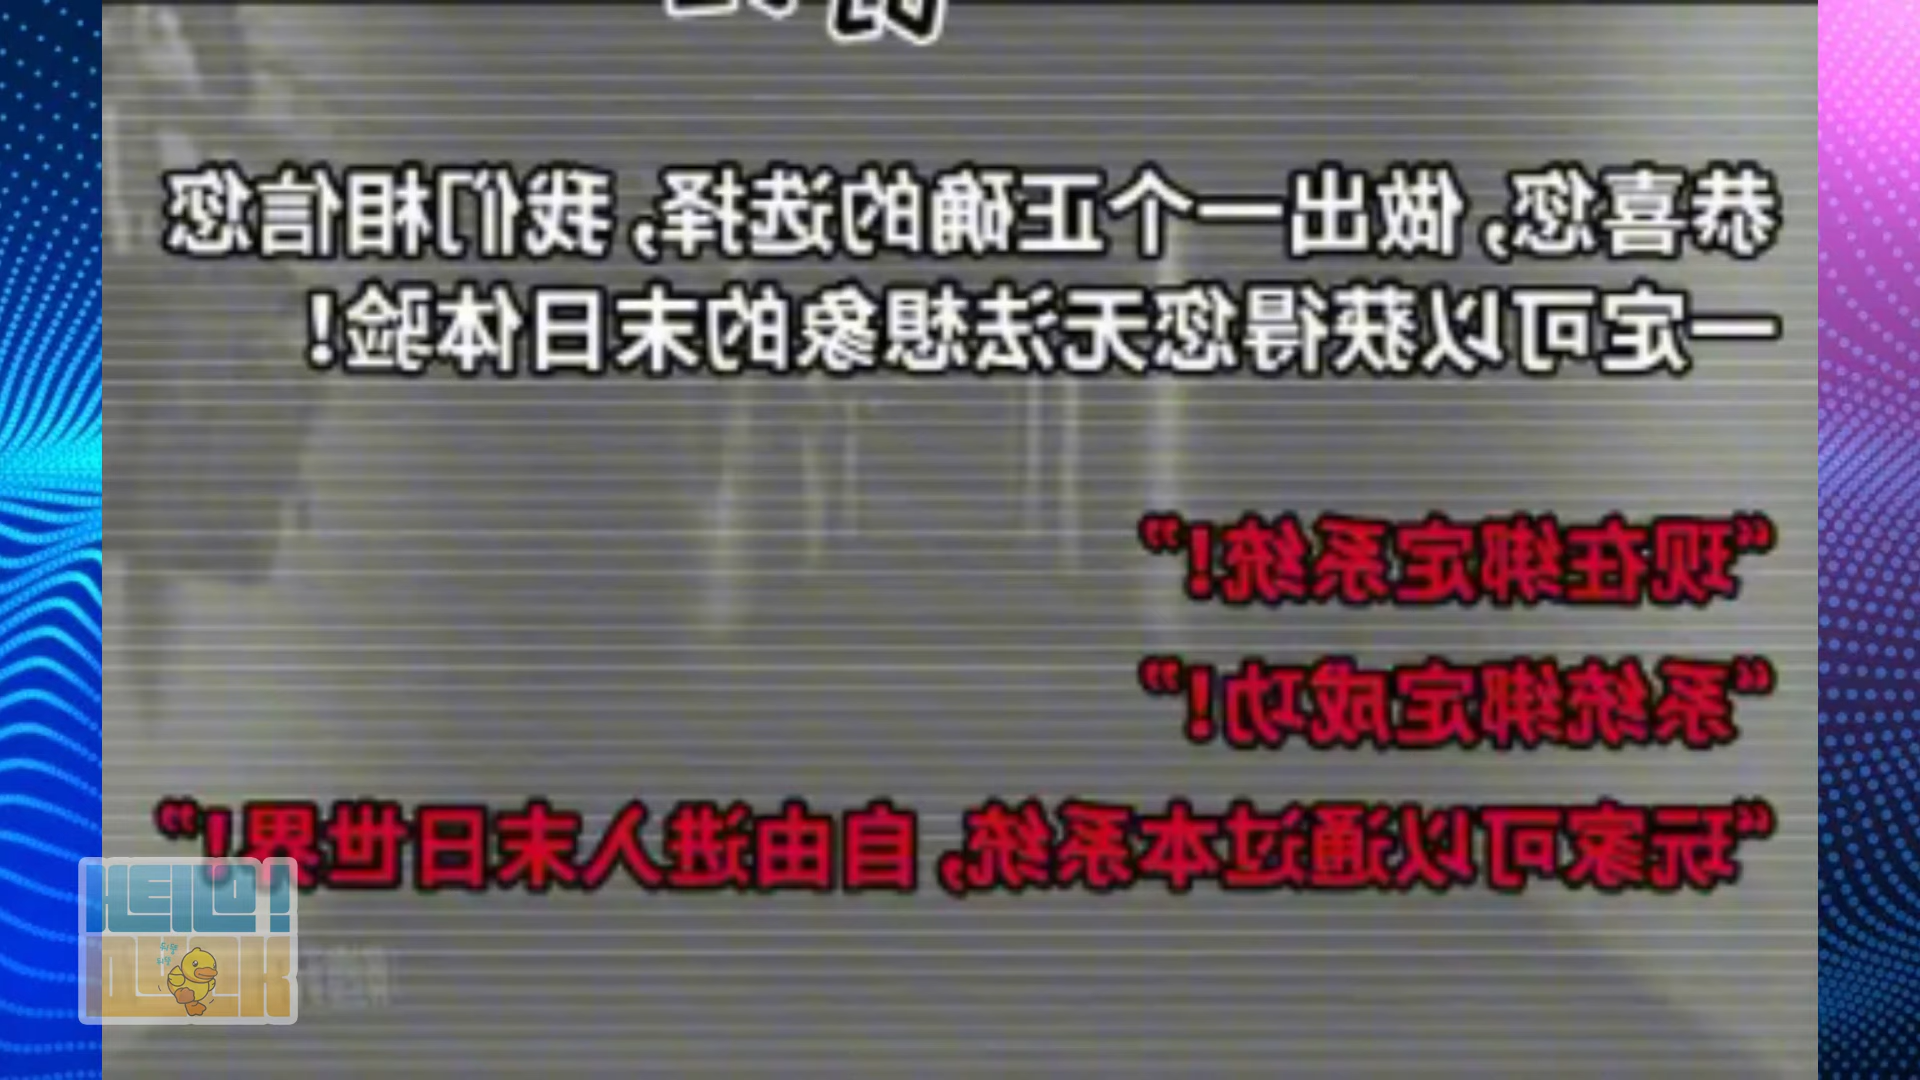 恭喜您，做出一个正确的选择，我们相信您
一定可以获得您无法想象的末日体验！
“现在绑定系统！”
“系统绑定成功！”
“玩家可以通过本系统，自由进入末日世界！”
HELLO!
DUCK